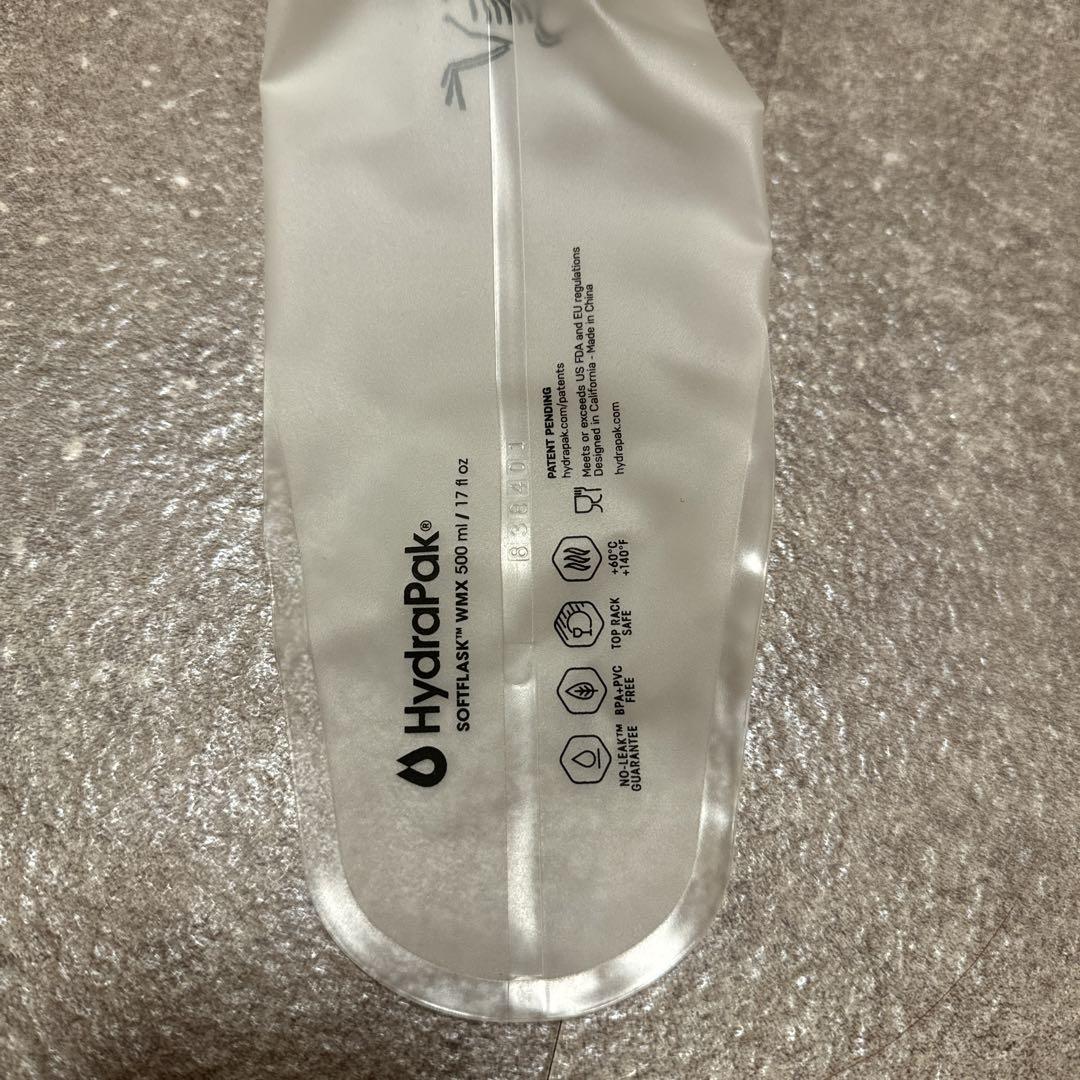 HydraPak®
SOFTFLASK™ WMX 500 ml / 17 fl oz
838401
PATENT PENDING
hydrapak.com/patents
Meets or exceeds US FDA and EU regulations
Designed in California - Made in China
hydrapak.com
NO-LEAK™
GUARANTEE
BPA+PVC
FREE
TOP RACK
SAFE
+60°C
+140°F